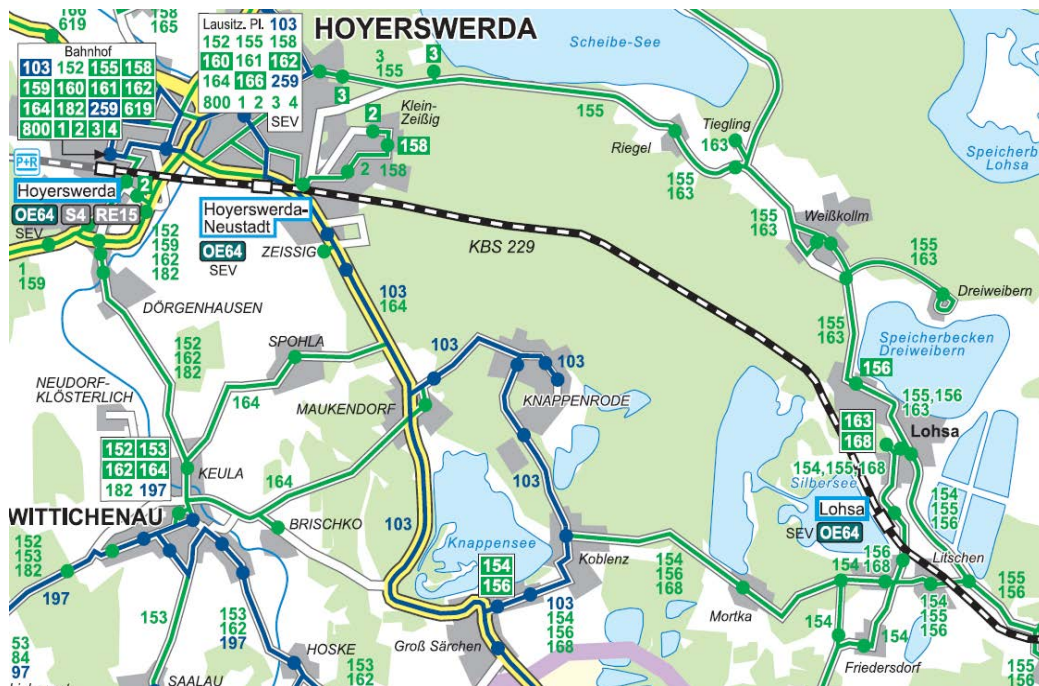 166
619
158
165
Bahnhof
103 152 155 158
159 160 161 162
164 182 259 619
800 1 2 3 4
Lausitz. Pl. 103
152 155 158
160 161 162
164 166 259
800 1 2 3 4
SEV
HOYERSWERDA
Scheibe-See
3
155
3
3
155
Klein-
Zeißig
2
158
2
158
Riegel
Tiegling
163
Speicherb
Lohsa
P+R
Hoyerswerda
2
OE64 S4 RE15
SEV
1
159
152
159
162
182
Hoyerswerda-
Neustadt
OE64
SEV
ZEISSIG
KBS 229
155
163
155
163
Weißkollm
155
163
Dreiweibern
DÖRGENHAUSEN
103
164
152
162
182
SPOHLA
103
103
155
163
Speicherbecken
Dreiweibern
NEUDORF-
KLÖSTERLICH
164
MAUKENDORF
KNAPPENRODE
156
155, 156
163
152 153
162 164
182 197
KEULA
164
103
163
168
Lohsa
154, 155, 168
Silbersee
WITTICHENAU
BRISCHKO
103
Lohsa
SEV OE64
154
155
156
152
153
182
197
Knappensee
154
156
Koblenz
154
156
168
Mortka
156
168
154
Litschen
155
156
153
153
162
197
103
154
156
168
154
155
156
154
154
Groß Särchen
Friedersdorf
53
84
97
HOSKE
153
162
SAALAU
155
156